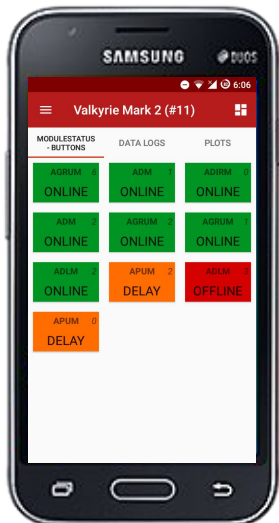 SAMSUNG DUOS
6:06
Valkyrie Mark 2 (#11)
MODULESTATUS - BUTTONS
DATA LOGS
PLOTS
AGRUM 6
ONLINE
ADM 1
ONLINE
ADIRM 0
ONLINE
ADM 2
ONLINE
AGRUM 2
ONLINE
AGRUM 1
ONLINE
ADLM 2
ONLINE
APUM 2
DELAY
ADLM
OFFLINE
APUM 0
DELAY